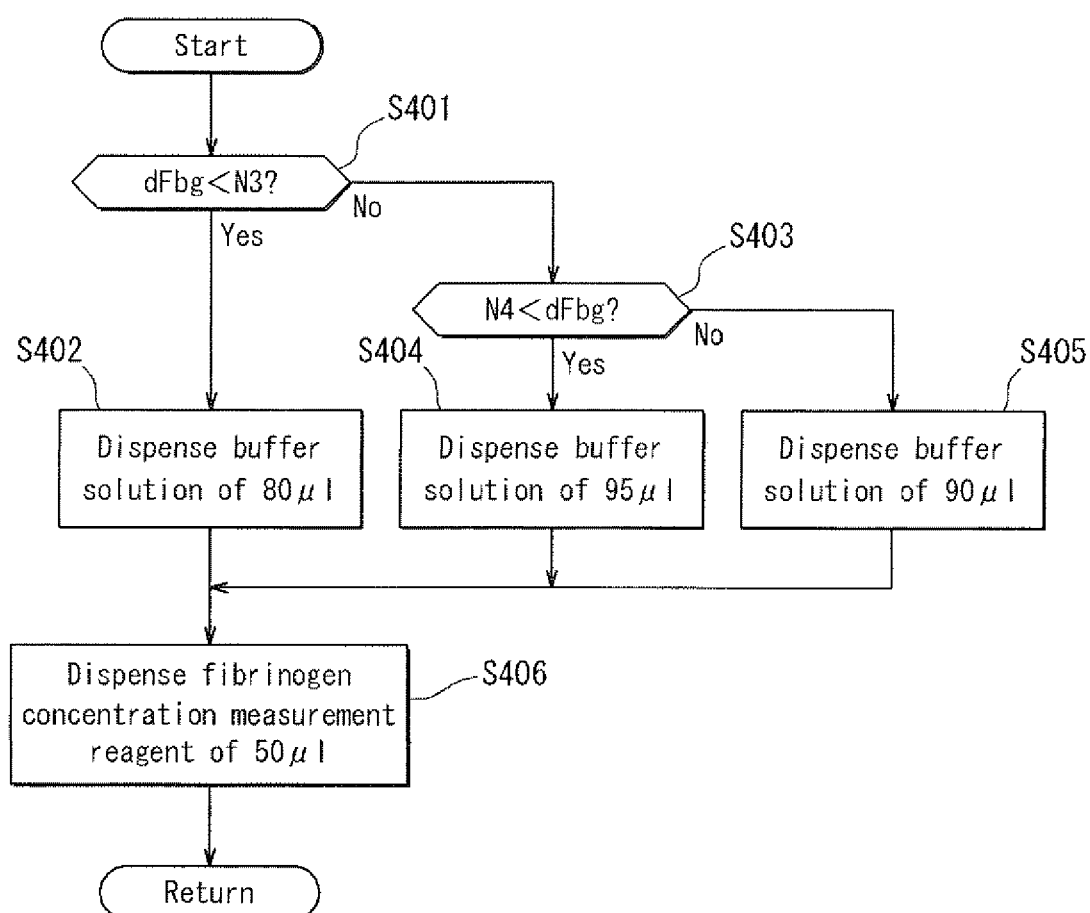 Start
S401
dFbg<N3?
No
Yes
S403
N4<dFbg?
No
Yes
S402
S404
S405
Dispense buffer
solution of 80μl
Dispense buffer
solution of 95μl
Dispense buffer
solution of 90μl
Dispense fibrinogen
concentration measurement
reagent of 50μl
S406
Return